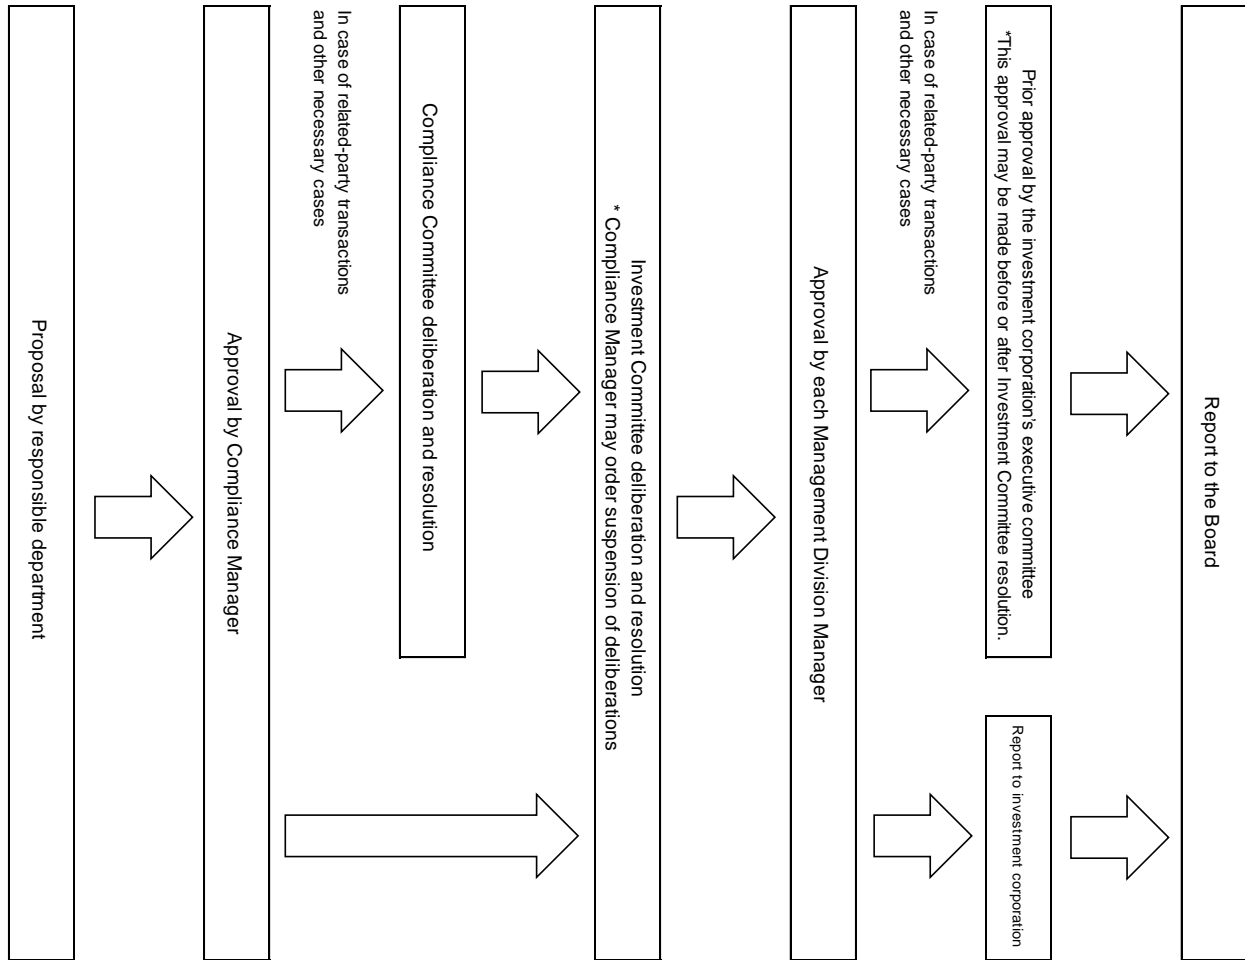 Proposal by responsible department
Approval by Compliance Manager
In case of related-party transactions
and other necessary cases
Compliance Committee deliberation and resolution
Investment Committee deliberation and resolution
* Compliance Manager may order suspension of deliberations
Approval by each Management Division Manager
In case of related-party transactions
and other necessary cases
Prior approval by the investment corporation's executive committee
*This approval may be made before or after Investment Committee resolution.
Report to investment corporation
Report to the Board